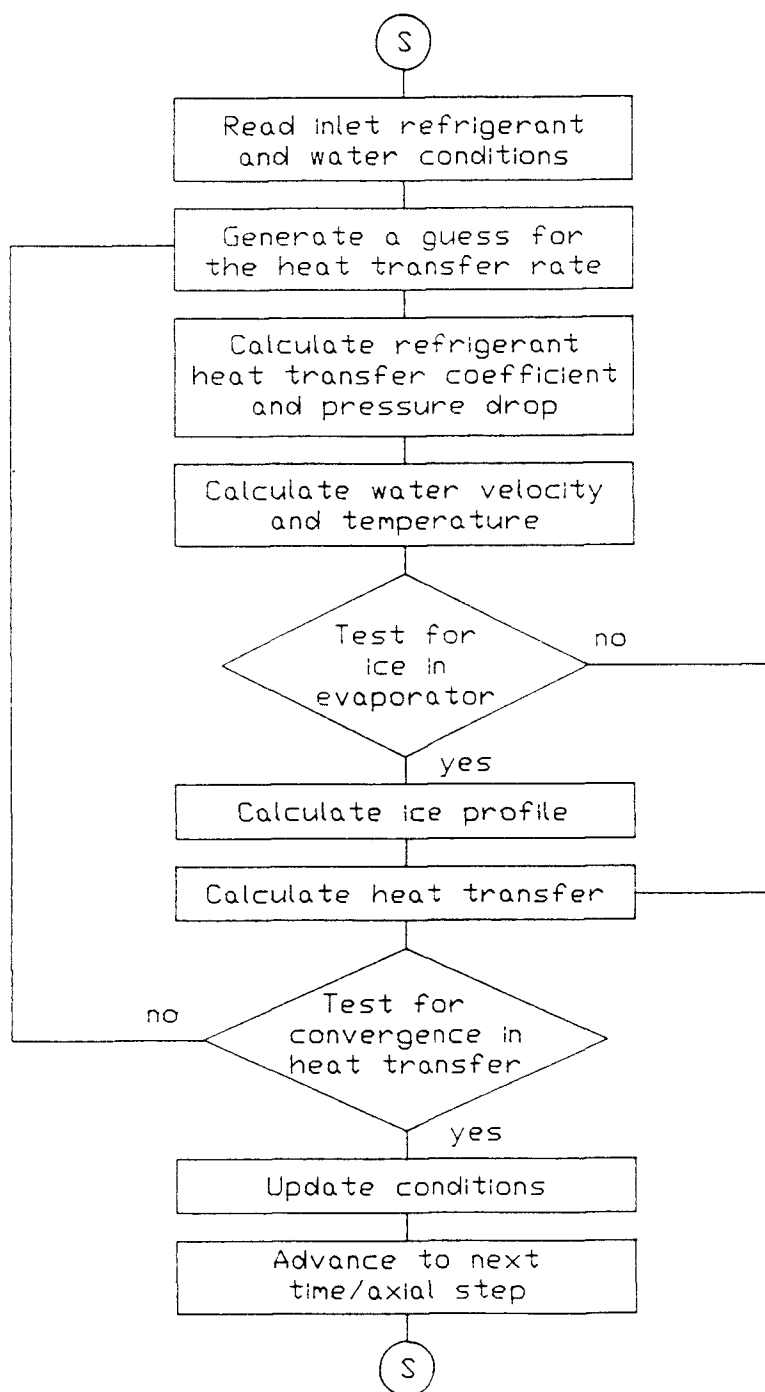 S
Read inlet refrigerant
and water conditions
Generate a guess for
the heat transfer rate
Calculate refrigerant
heat transfer coefficient
and pressure drop
Calculate water velocity
and temperature
Test for
ice in
evaporator
no
yes
Calculate ice profile
Calculate heat transfer
Test for
convergence in
heat transfer
no
yes
Update conditions
Advance to next
time/axial step
S